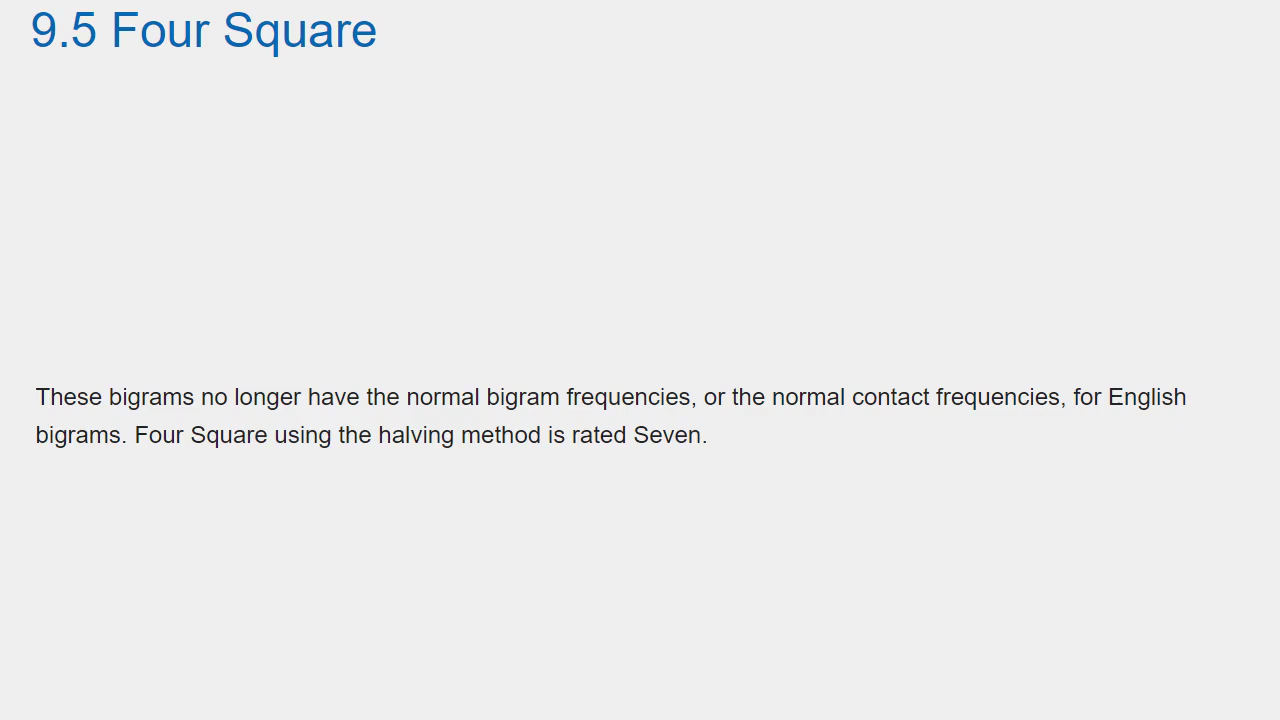 9.5 Four Square
These bigrams no longer have the normal bigram frequencies, or the normal contact frequencies, for English
bigrams. Four Square using the halving method is rated Seven.